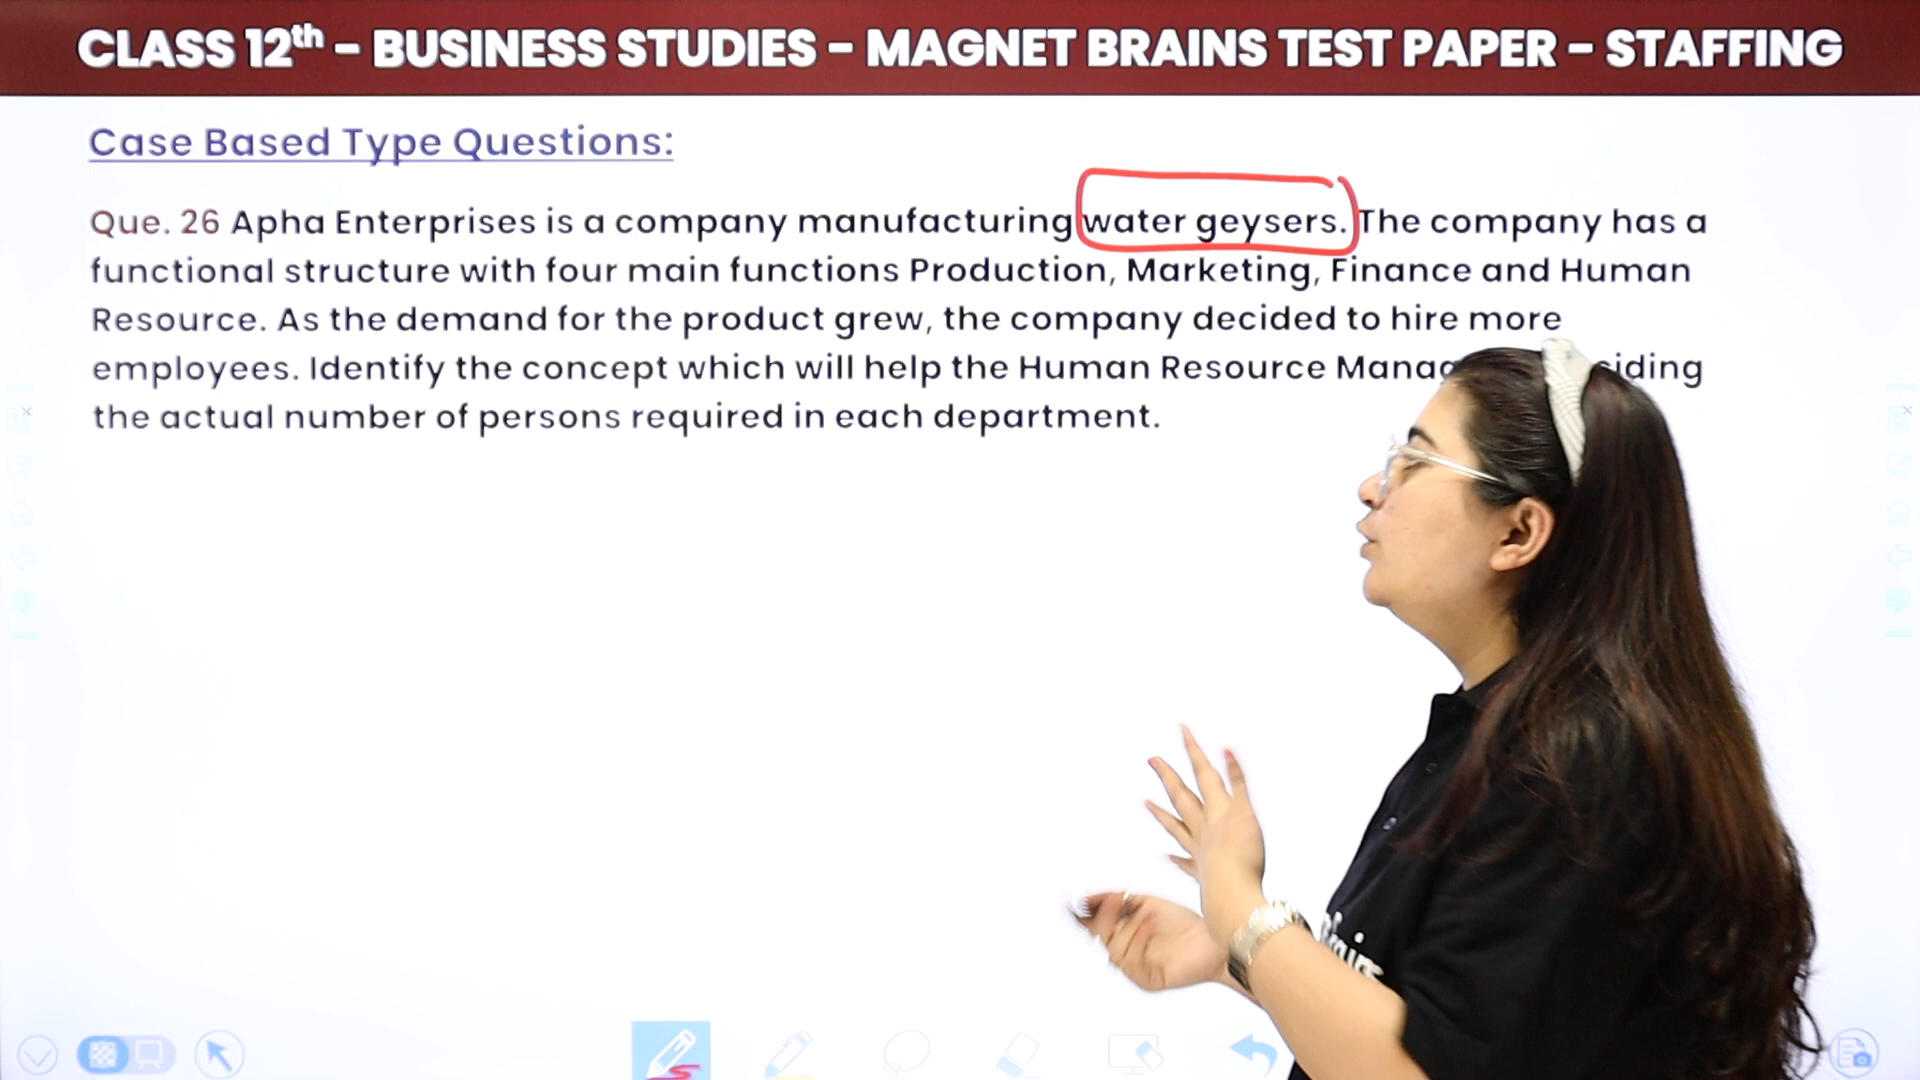 CLASS 12th – BUSINESS STUDIES – MAGNET BRAINS TEST PAPER – STAFFING
Case Based Type Questions:
Que. 26 Apha Enterprises is a company manufacturing water geysers. The company has a
functional structure with four main functions Production, Marketing, Finance and Human
Resource. As the demand for the product grew, the company decided to hire more
employees. Identify the concept which will help the Human Resource
the actual number of persons required in each department.